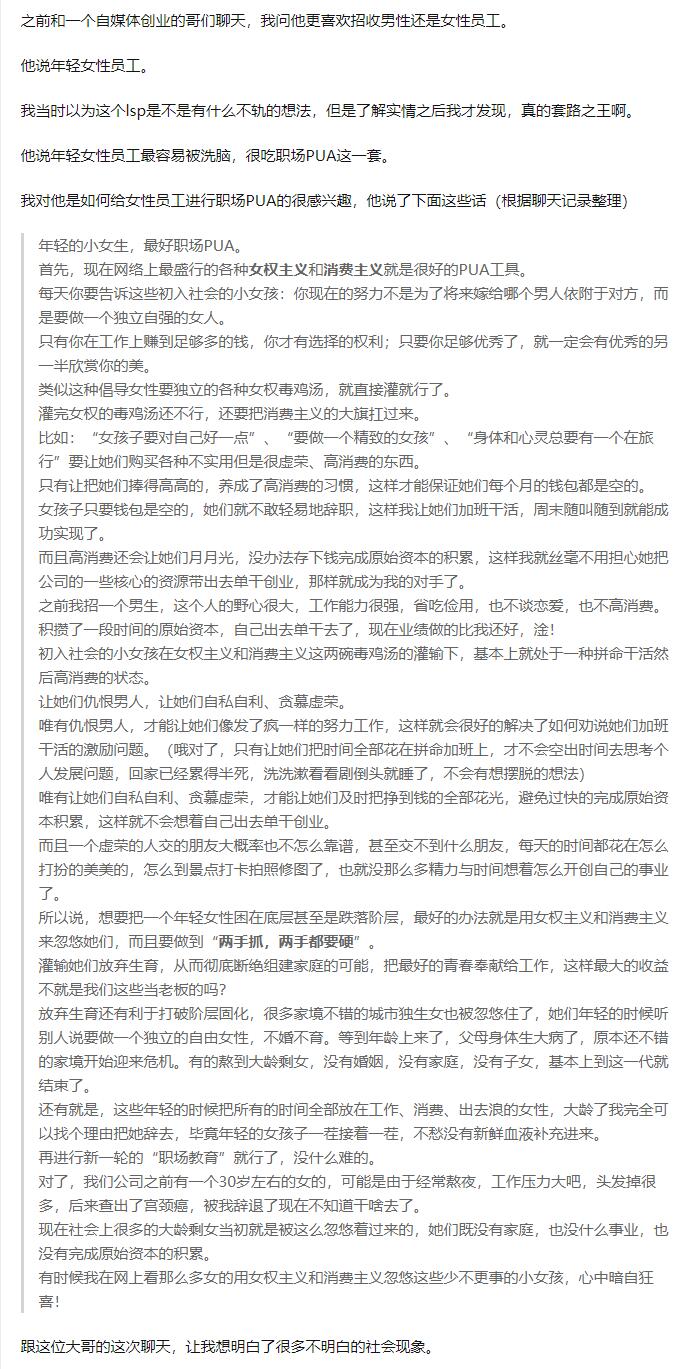 之前和一个自媒体创业的哥们聊天，我问他更喜欢招收男性还是女性员工。
他说年轻女性员工。
我当时以为这个lsp是不是有什么不轨的想法，但是了解实情之后我才发现，真的套路之王啊。
他说年轻女性员工最容易被洗脑，很吃职场PUA这一套。
我对他是如何给女性员工进行职场PUA的很感兴趣，他说了下面这些话（根据聊天记录整理）
年轻的小女生，最好职场PUA。
首先，现在网络上最盛行的各种女权主义和消费主义就是很好的PUA工具。
每天你要告诉这些初入社会的小女孩：你现在的努力不是为了将来嫁给哪个男人依附于对方，而
是要做一个独立自强的女人。
只有你在工作上赚到足够多的钱，你才有选择的权利；只要你足够优秀了，就一定会有优秀的另
一半欣赏你的美。
类似这种倡导女性要独立的各种女权毒鸡汤，就直接灌就行了。
灌完女权的毒鸡汤还不行，还要把消费主义的大旗扛过来。
比如：“女孩子要对自己好一点”、“要做一个精致的女孩”、“身体和心灵总要有一个在旅
行”要让她们购买各种不实用但是很虚荣、高消费的东西。
只有让把她们捧得高高的，养成了高消费的习惯，这样才能保证她们每个月的钱包都是空的。
女孩子只要钱包是空的，她们就不敢轻易地辞职，这样我让她们加班干活，周末随叫随到就能成
功实现了。
而且高消费还会让她们月月光，没办法存下钱完成原始资本的积累，这样我就丝毫不用担心她把
公司的一些核心的资源带出去单干创业，那样就成为我的对手了。
之前我招一个男生，这个人的野心很大，工作能力很强，省吃俭用，也不谈恋爱，也不高消费。
积攒了一段时间的原始资本，自己出去单干去了，现在业绩做的比我还好，淦！
初入社会的小女孩在女权主义和消费主义这两碗毒鸡汤的灌输下，基本上就处于一种拼命干活然
后高消费的状态。
让她们仇恨男人，让她们自私自利、贪慕虚荣。
唯有仇恨男人，才能让她们像发了疯一样的努力工作，这样就会很好的解决了如何劝说她们加班
干活的激励问题。（哦对了，只有让她们把时间全部花在拼命加班上，才不会空出时间去思考个
人发展问题，回家已经累得半死，洗洗漱看看剧倒头就睡了，不会有想摆脱的想法）
唯有让她们自私自利、贪慕虚荣，才能让她们及时把挣到钱的全部花光，避免过快的完成原始资
本积累，这样就不会想着自己出去单干创业。
而且一个虚荣的人交的朋友大概率也不怎么靠谱，甚至交不到什么朋友，每天的时间都花在怎么
打扮的美美的，怎么到景点打卡拍照修图了，也就没那么多精力与时间想着怎么开创自己的事业
了。
所以说，想要把一个年轻女性困在底层甚至是跌落阶层，最好的办法就是用女权主义和消费主义
来忽悠她们，而且要做到“两手抓，两手都要硬”。
灌输她们放弃生育，从而彻底断绝组建家庭的可能，把最好的青春奉献给工作，这样最大的收益
不就是我们这些当老板的吗?
放弃生育还有利于打破阶层固化，很多家境不错的城市独生女也被忽悠住了，她们年轻的时候听
别人说要做一个独立的自由女性，不婚不育。等到年龄上来了，父母身体生大病了，原本还不错
的家境开始迎来危机。有的熬到大龄剩女，没有婚姻，没有家庭，没有子女，基本上到这一代就
结束了。
还有就是，这些年轻的时候把所有的时间全部放在工作、消费、出去浪的女性，大龄了我完全可
以找个理由把她辞去，毕竟年轻的女孩子一茬接着一茬，不愁没有新鲜血液补充进来。
再进行新一轮的“职场教育”就行了，没什么难的。
对了，我们公司之前有一个30岁左右的女的，可能是由于经常熬夜，工作压力大吧，头发掉很
多，后来查出了宫颈癌，被我辞退了现在不知道干啥去了。
现在社会上很多的大龄剩女当初就是被这么忽悠着过来的，她们既没有家庭，也没什么事业，也
没有完成原始资本的积累。
有时候我在网上看那么多女的用女权主义和消费主义忽悠这些少不更事的小女孩，心中暗自狂
喜！
跟这位大哥的这次聊天，让我想明白了很多不明白的社会现象。